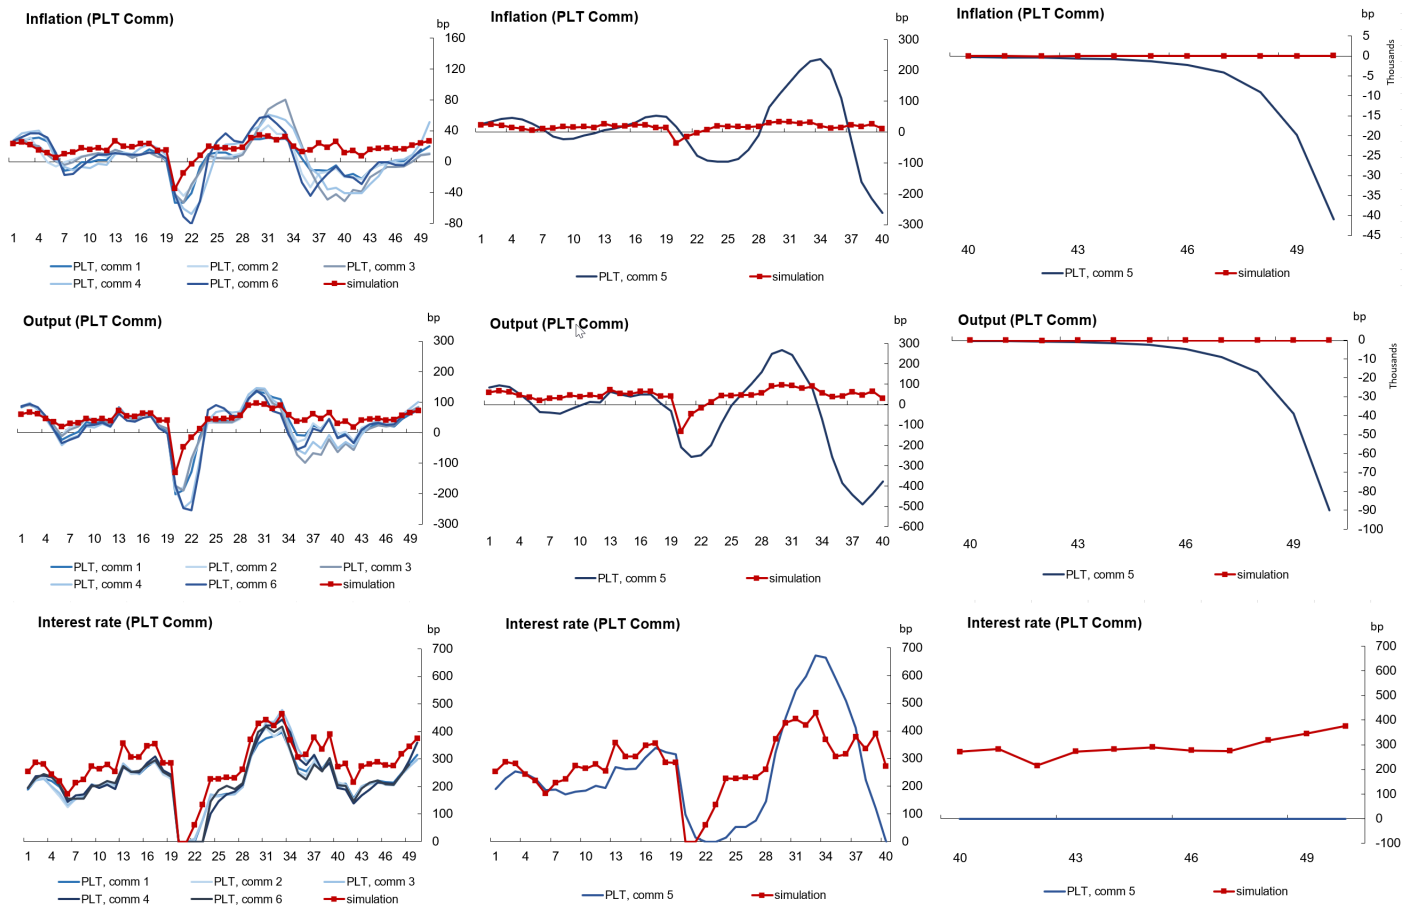 Inflation (PLT Comm)
bp
160
120
80
40
0
-40
-80
1 4 7 10 13 16 19 22 25 28 31 34 37 40 43 46 49
PLT, comm 1 PLT, comm 2 PLT, comm 3
PLT, comm 4 PLT, comm 6 simulation
Inflation (PLT Comm)
bp
300
200
100
0
-100
-200
-300
1 4 7 10 13 16 19 22 25 28 31 34 37 40
PLT, comm 5 simulation
Inflation (PLT Comm)
bp
Thousands
5
0
-5
-10
-15
-20
-25
-30
-35
-40
-45
40 43 46 49
PLT, comm 5 simulation
Output (PLT Comm)
bp
300
200
100
0
-100
-200
-300
1 4 7 10 13 16 19 22 25 28 31 34 37 40 43 46 49
PLT, comm 1 PLT, comm 2 PLT, comm 3
PLT, comm 4 PLT, comm 6 simulation
Output (PLT Comm)
bp
300
200
100
0
-100
-200
-300
-400
-500
-600
1 4 7 10 13 16 19 22 25 28 31 34 37 40
PLT, comm 5 simulation
Output (PLT Comm)
bp
Thousands
0
-10
-20
-30
-40
-50
-60
-70
-80
-90
-100
40 43 46 49
PLT, comm 5 simulation
Interest rate (PLT Comm)
bp
700
600
500
400
300
200
100
0
1 4 7 10 13 16 19 22 25 28 31 34 37 40 43 46 49
PLT, comm 1 PLT, comm 2 PLT, comm 3
PLT, comm 4 PLT, comm 6 simulation
Interest rate (PLT Comm)
bp
700
600
500
400
300
200
100
0
1 4 7 10 13 16 19 22 25 28 31 34 37 40
PLT, comm 5 simulation
Interest rate (PLT Comm)
bp
700
600
500
400
300
200
100
0
-100
40 43 46 49
PLT, comm 5 simulation